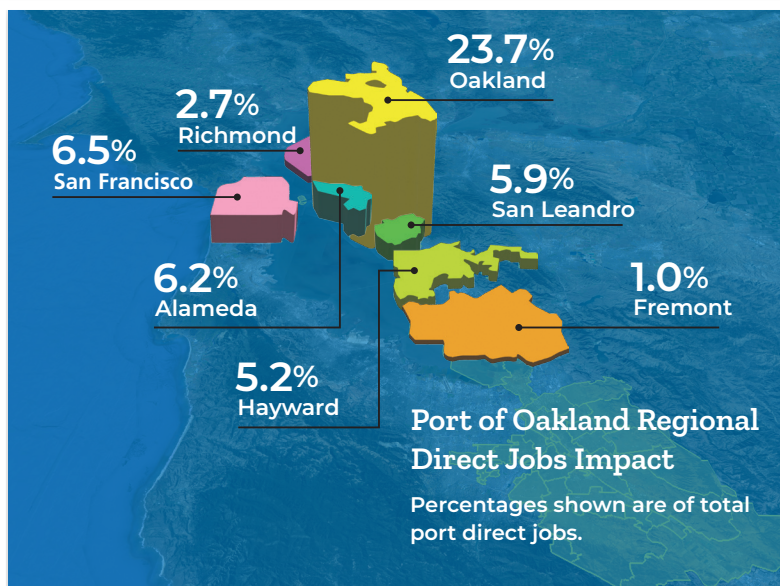 23.7%
Oakland
2.7%
Richmond
6.5%
San Francisco
5.9%
San Leandro
6.2%
Alameda
1.0%
Fremont
5.2%
Hayward
Port of Oakland Regional
Direct Jobs Impact
Percentages shown are of total
port direct jobs.